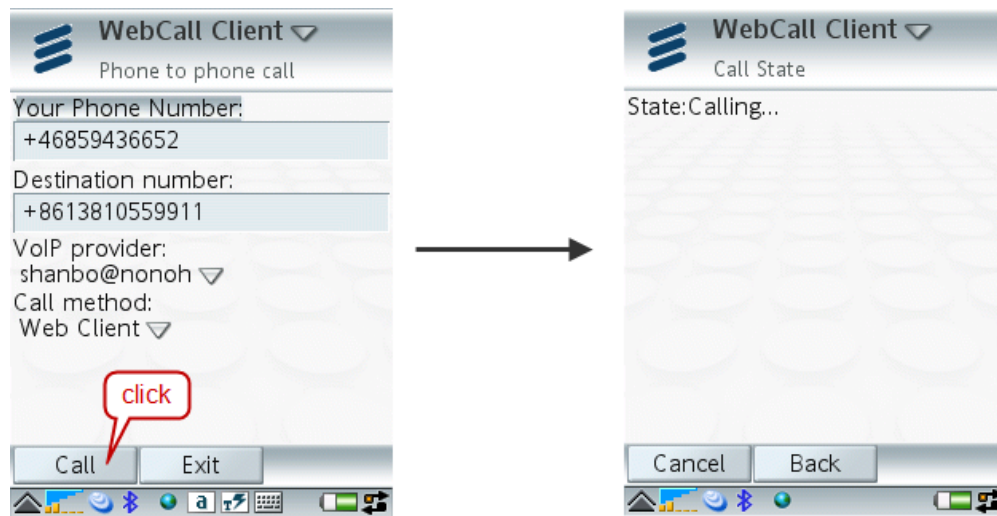 WebCall Client
Phone to phone call
Your Phone Number:
+46859436652
Destination number:
+8613810559911
VoIP provider:
shanbo@nonoh
Call method:
Web Client
click
Call Exit
a T
WebCall Client
Call State
State:Calling...
Cancel Back